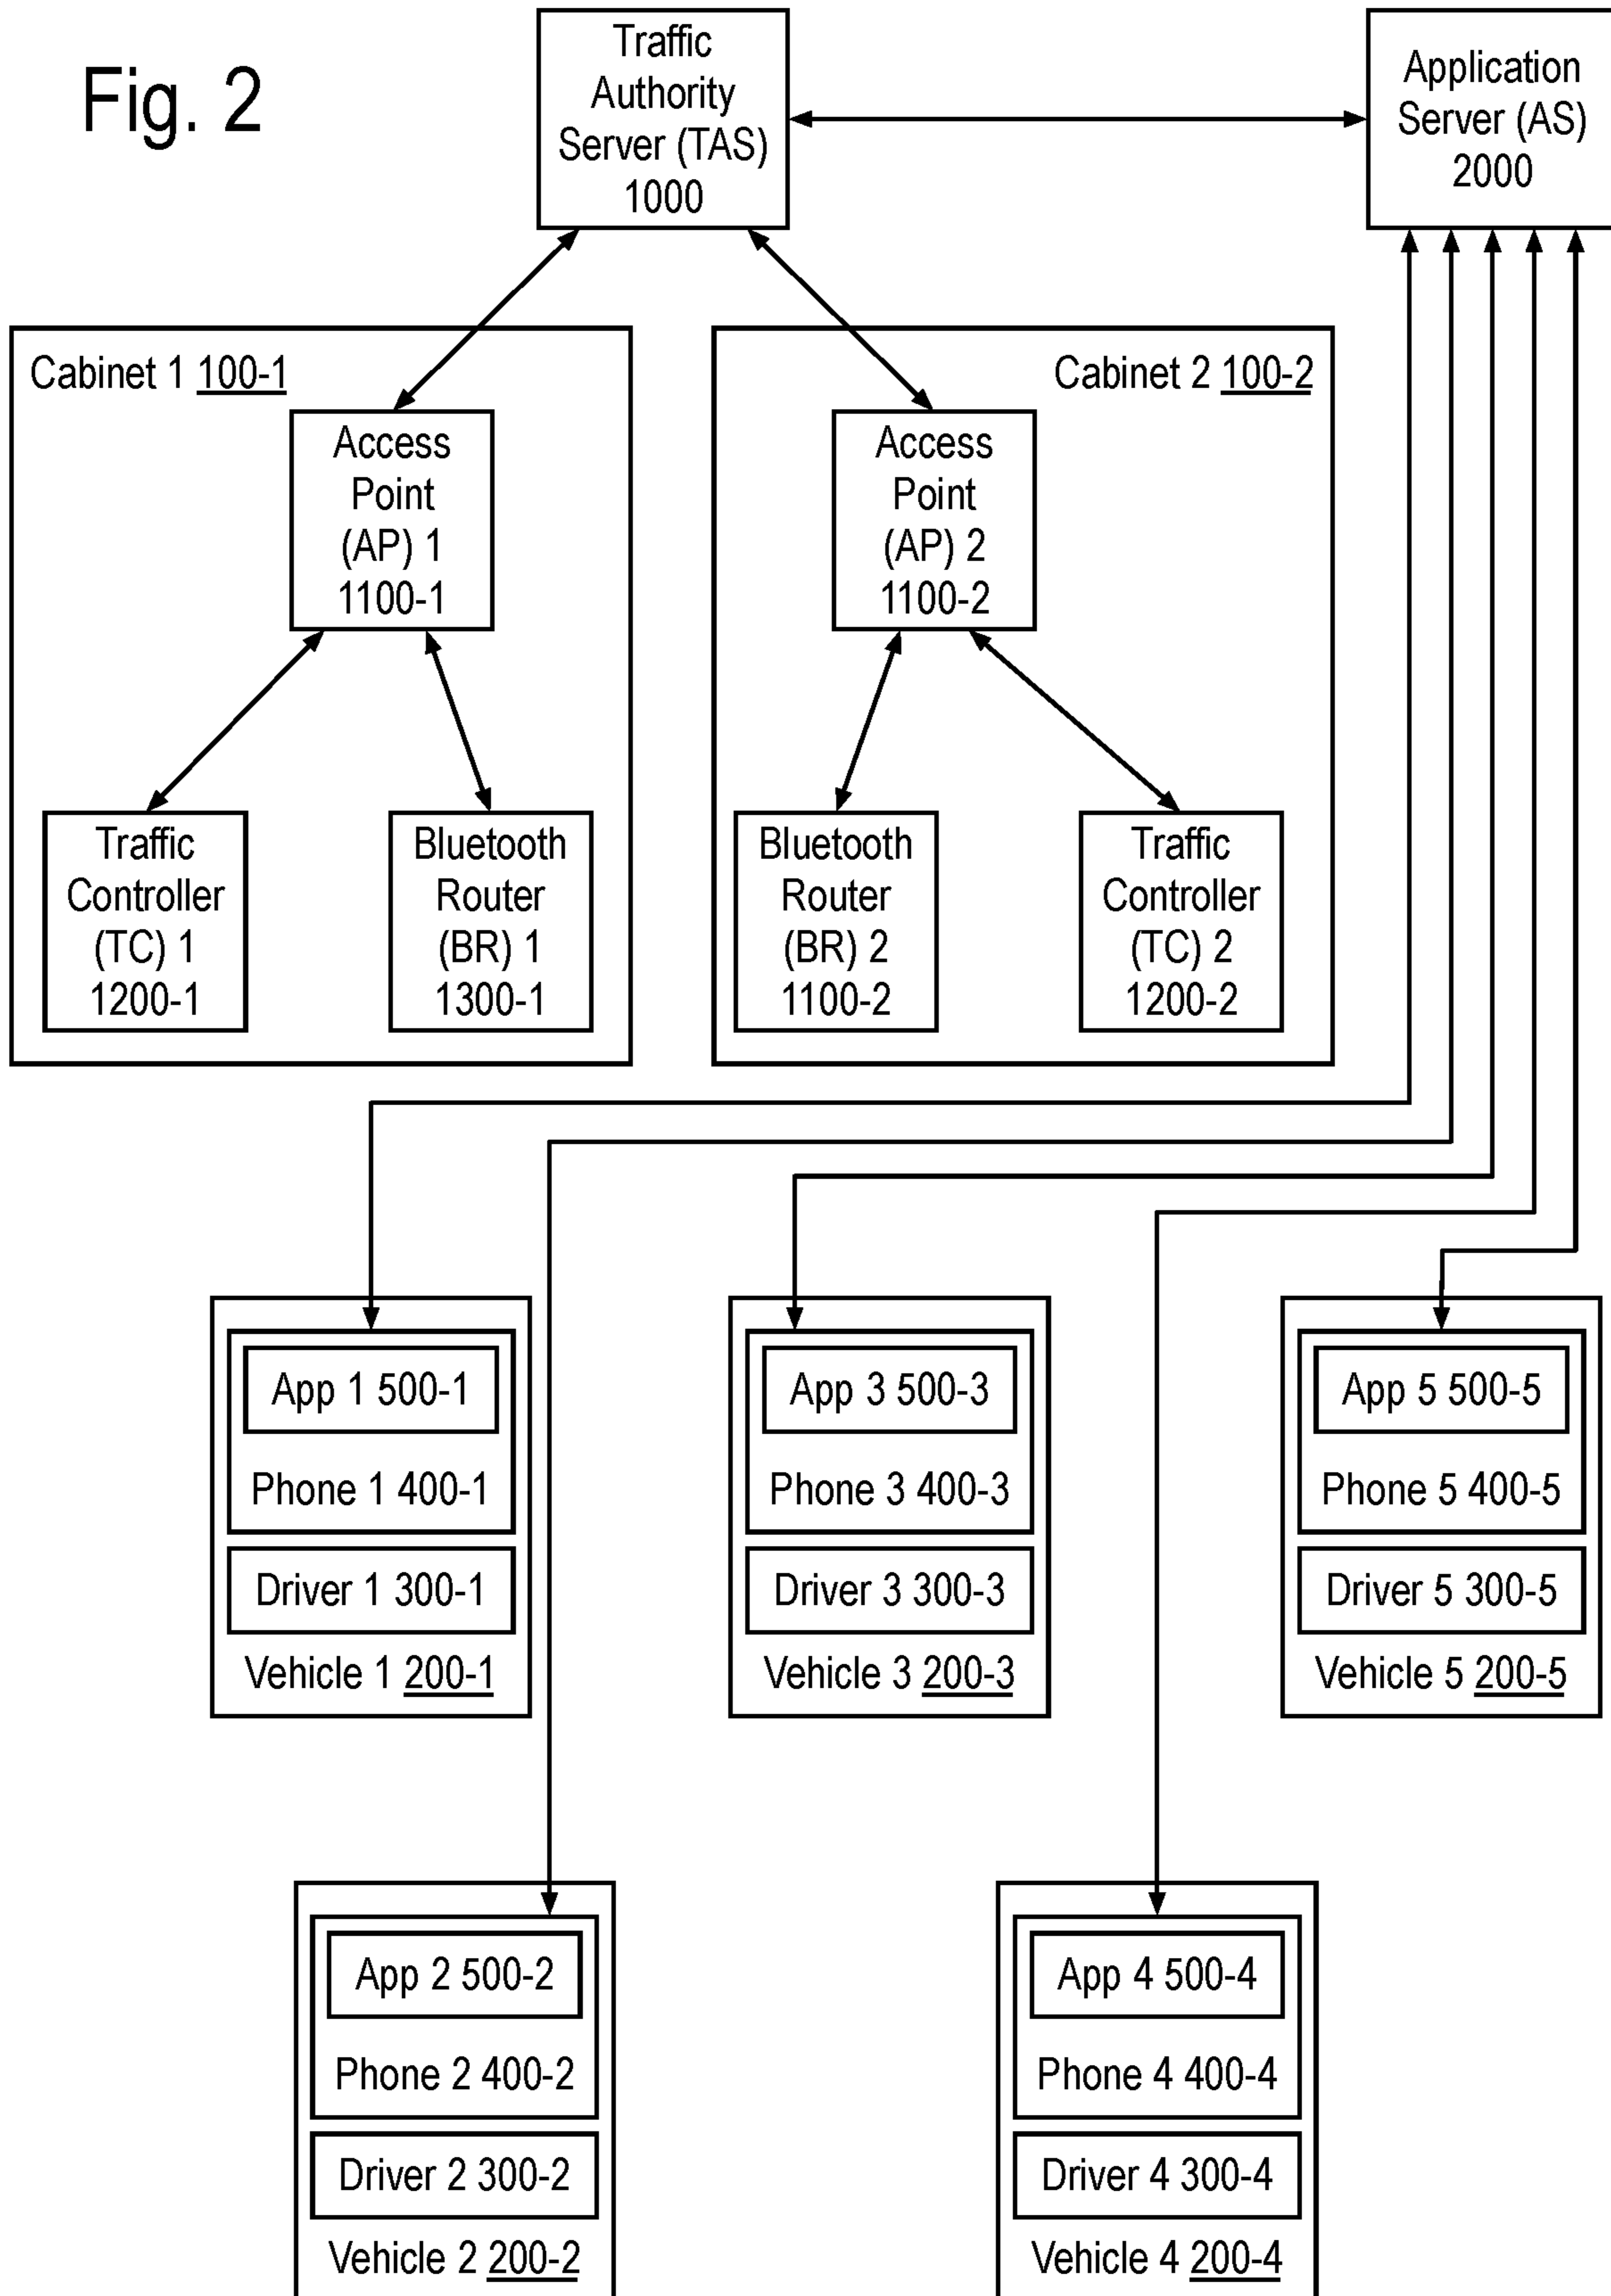 Fig. 2
Traffic
Authority
Server (TAS)
1000
Application
Server (AS)
2000
Cabinet 1 100-1
Access
Point
(AP) 1
1100-1
Traffic
Controller
(TC) 1
1200-1
Bluetooth
Router
(BR) 1
1300-1
Cabinet 2 100-2
Access
Point
(AP) 2
1100-2
Bluetooth
Router
(BR) 2
1100-2
Traffic
Controller
(TC) 2
1200-2
App 1 500-1
Phone 1 400-1
Driver 1 300-1
Vehicle 1 200-1
App 3 500-3
Phone 3 400-3
Driver 3 300-3
Vehicle 3 200-3
App 5 500-5
Phone 5 400-5
Driver 5 300-5
Vehicle 5 200-5
App 2 500-2
Phone 2 400-2
Driver 2 300-2
Vehicle 2 200-2
App 4 500-4
Phone 4 400-4
Driver 4 300-4
Vehicle 4 200-4